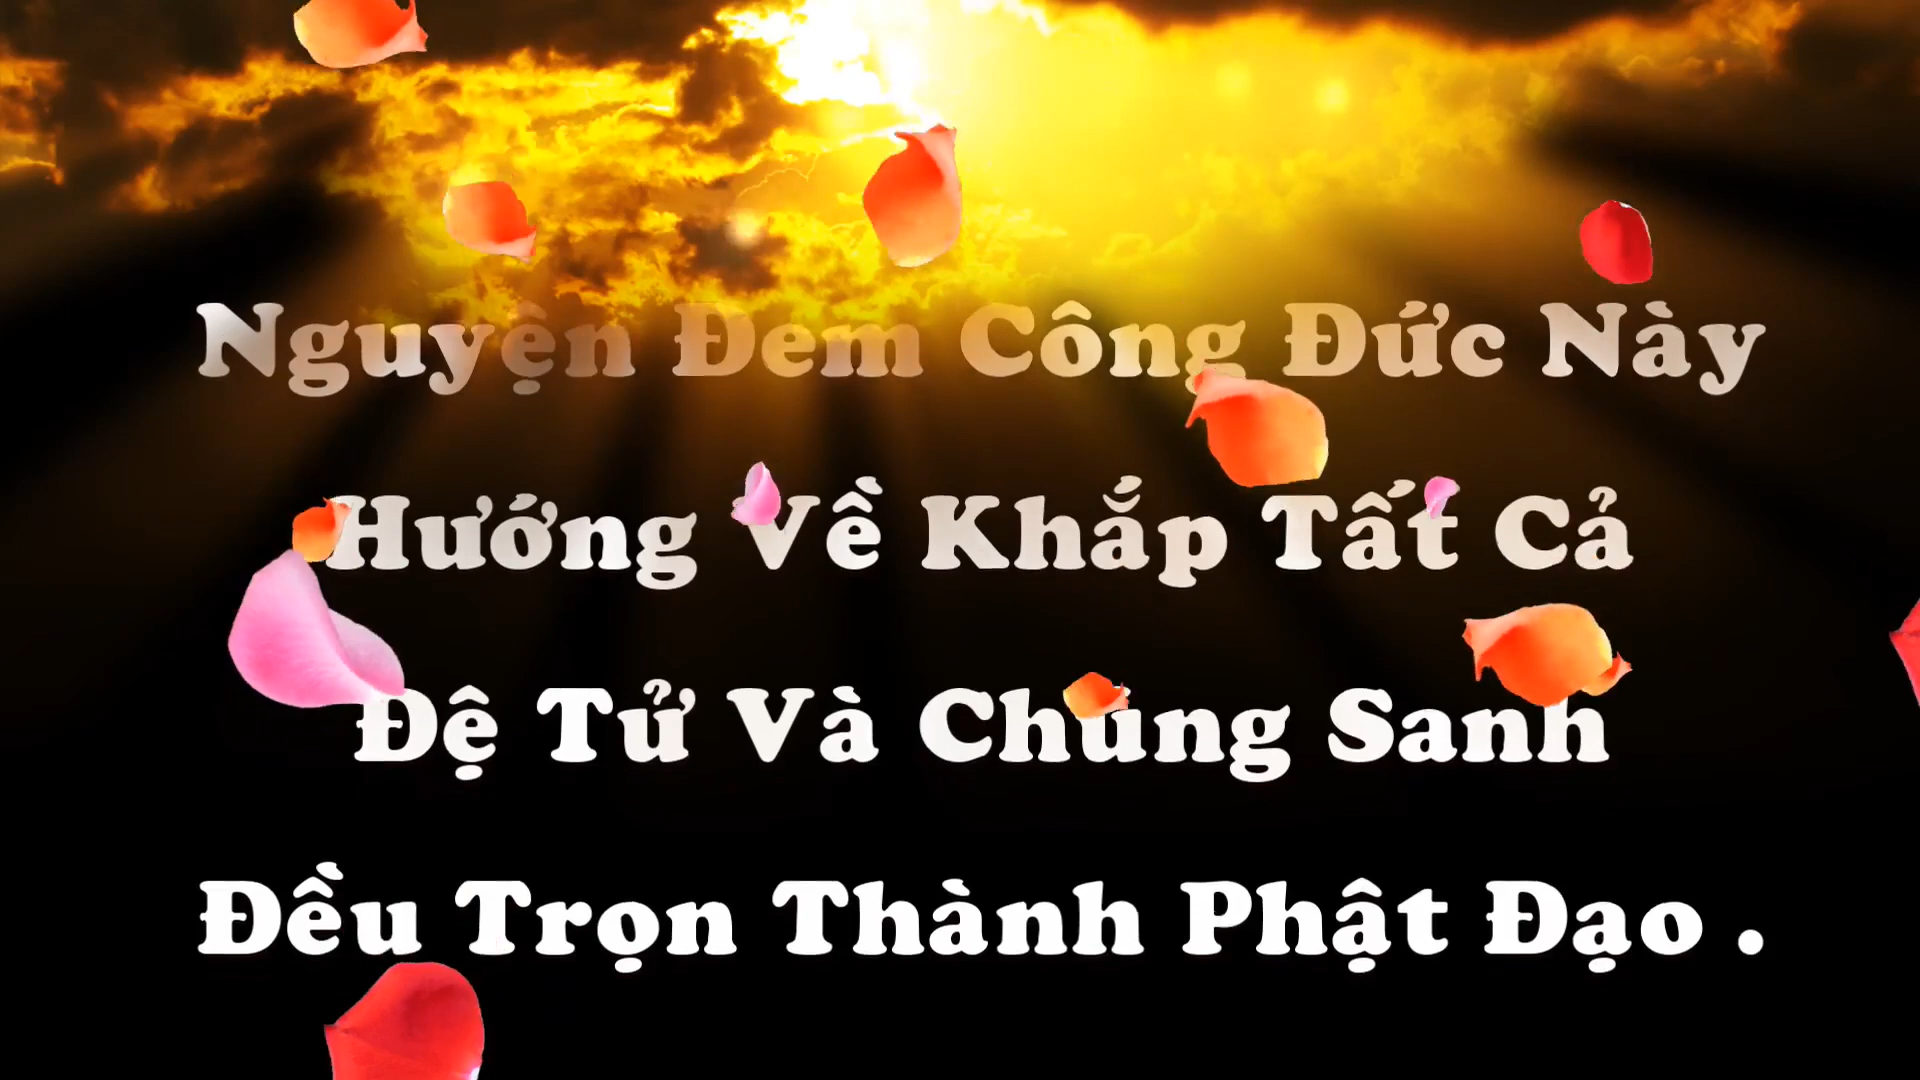 Nguyện Đem Công Đức Này
Hướng Về Khắp Tất Cả
Đệ Tử Và Chúng Sanh
Đều Trọn Thành Phật Đạo .